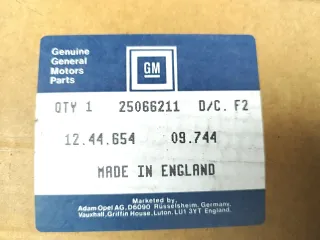 Genuine
General
Motors
Parts
GM
QTY 1 25066211 D/C. F2
12.44.654 09.744
MADE IN ENGLAND
Marketed by,
Adam Opel AG, D6090 Rüsselsheim, Germany,
Vauxhall, Griffin House, Luton, LU1 3YT England.